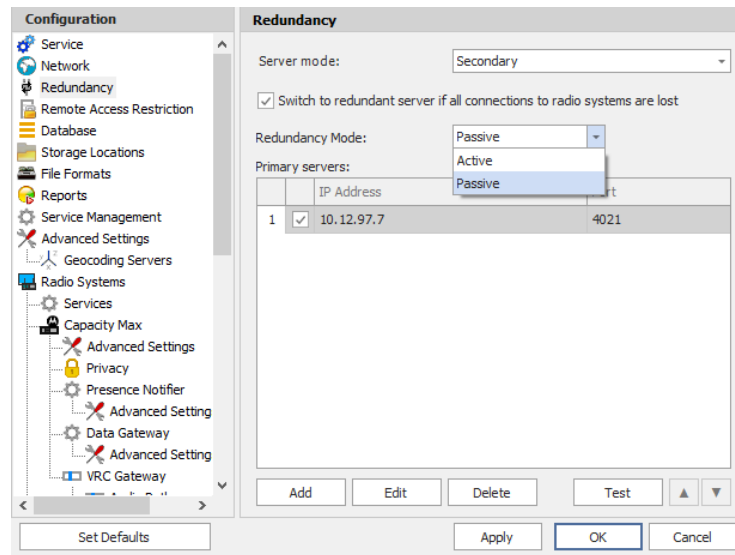 Configuration
Service
Network
Redundancy
Remote Access Restriction
Database
Storage Locations
File Formats
Reports
Service Management
Advanced Settings
Geocoding Servers
Radio Systems
Services
Capacity Max
Advanced Settings
Privacy
Presence Notifier
Advanced Setting
Data Gateway
Advanced Setting
VRC Gateway
Set Defaults
Redundancy
Server mode: Secondary
Switch to redundant server if all connections to radio systems are lost
Redundancy Mode: Passive
Active
Passive
Primary servers:
IP Address
1 10.12.97.7 4021
Add Edit Delete Test
Apply OK Cancel